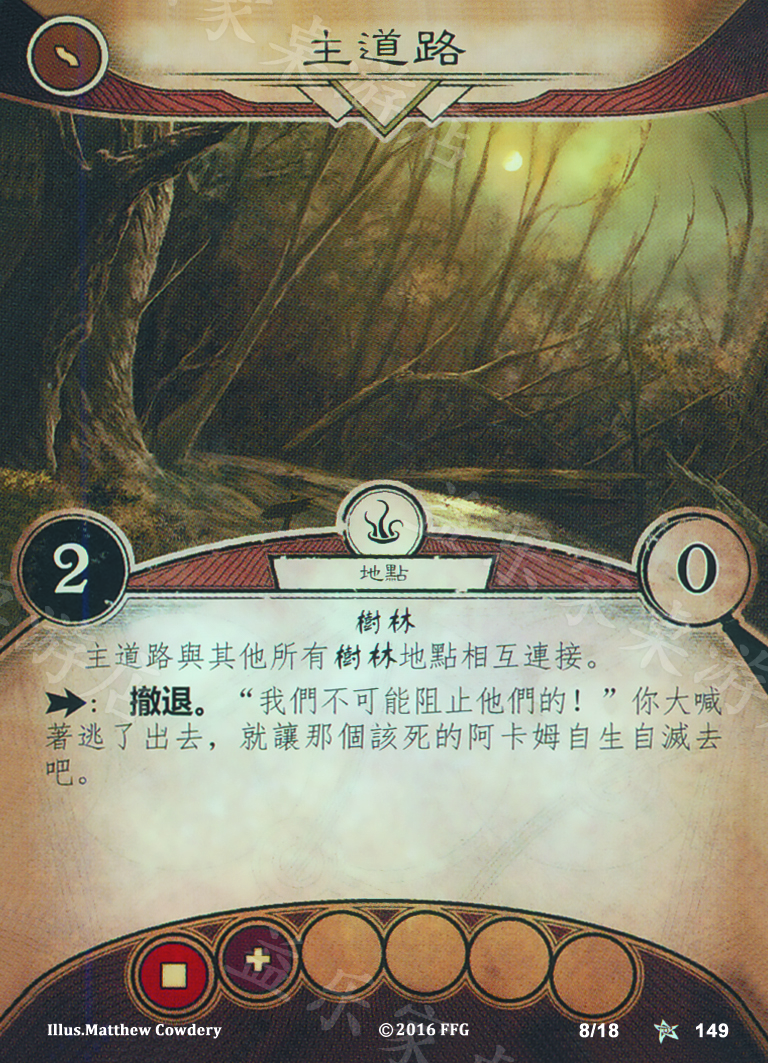 主道路
2
0
地點
樹林
主道路與其他所有樹林地點相互連接。
: 撤退。“我們不可能阻止他們的！”你大喊
著逃了出去，就讓那個該死的阿卡姆自生自滅去
吧。
Illus.Matthew Cowdery
©2016 FFG
8/18
149